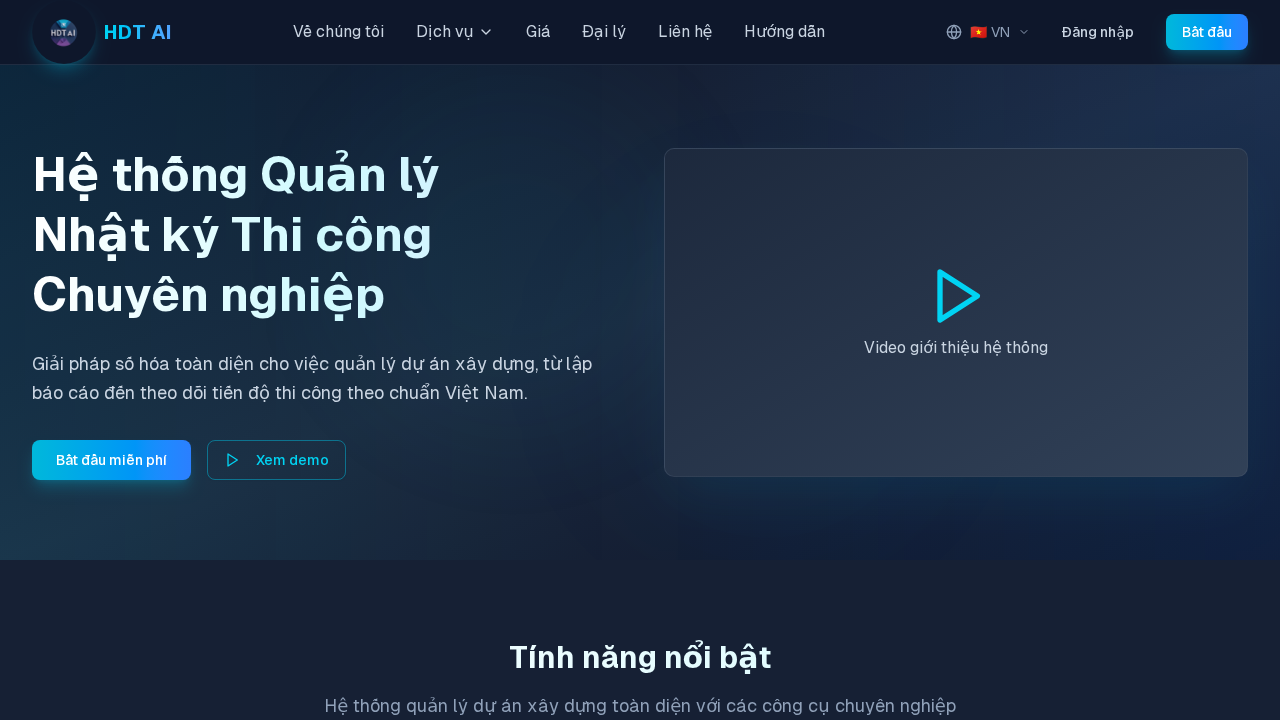 HDTAI
HDT AI
Về chúng tôi
Dịch vụ
Giá
Đại lý
Liên hệ
Hướng dẫn
VN
Đăng nhập
Bắt đầu
Hệ thống Quản lý
Nhật ký Thi công
Chuyên nghiệp
Giải pháp số hóa toàn diện cho việc quản lý dự án xây dựng, từ lập
báo cáo đến theo dõi tiến độ thi công theo chuẩn Việt Nam.
Bắt đầu miễn phí
Xem demo
Video giới thiệu hệ thống
Tính năng nổi bật
Hệ thống quản lý dự án xây dựng toàn diện với các công cụ chuyên nghiệp